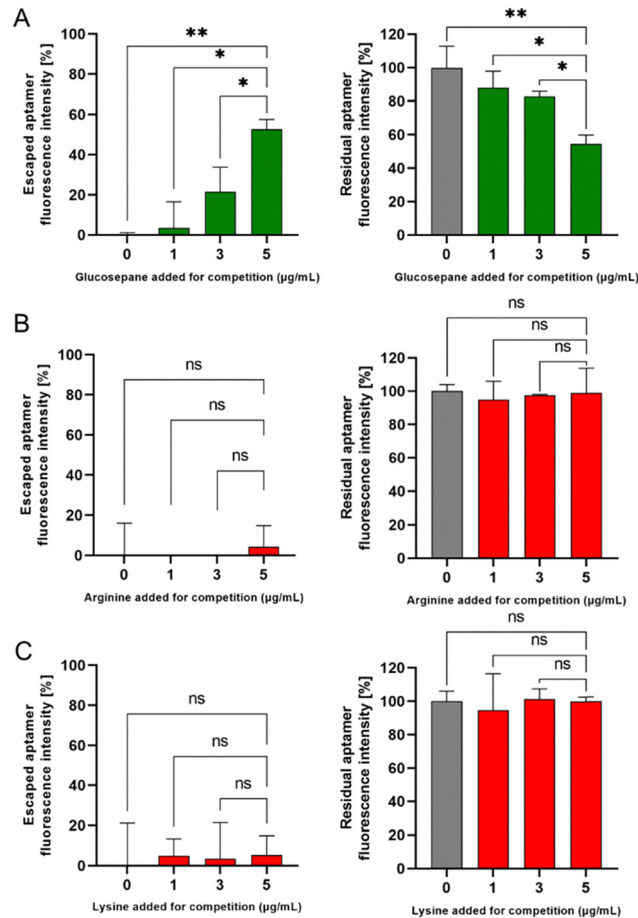 A
Escaped aptamer
fluorescence intensity [%]
100
80
60
40
20
0
**
*
*
0 1 3 5
Glucosepane added for competition (µg/mL)
Residual aptamer
fluorescence intensity [%]
120
100
80
60
40
20
0
**
*
*
0 1 3 5
Glucosepane added for competition (µg/mL)
B
Escaped aptamer
fluorescence intensity [%]
100
80
60
40
20
0
ns
ns
ns
0 1 3 5
Arginine added for competition (µg/mL)
Residual aptamer
fluorescence intensity [%]
120
100
80
60
40
20
0
ns
ns
ns
0 1 3 5
Arginine added for competition (µg/mL)
C
Escaped aptamer
fluorescence intensity [%]
100
80
60
40
20
0
ns
ns
ns
0 1 3 5
Lysine added for competition (µg/mL)
Residual aptamer
fluorescence intensity [%]
120
100
80
60
40
20
0
ns
ns
ns
0 1 3 5
Lysine added for competition (µg/mL)